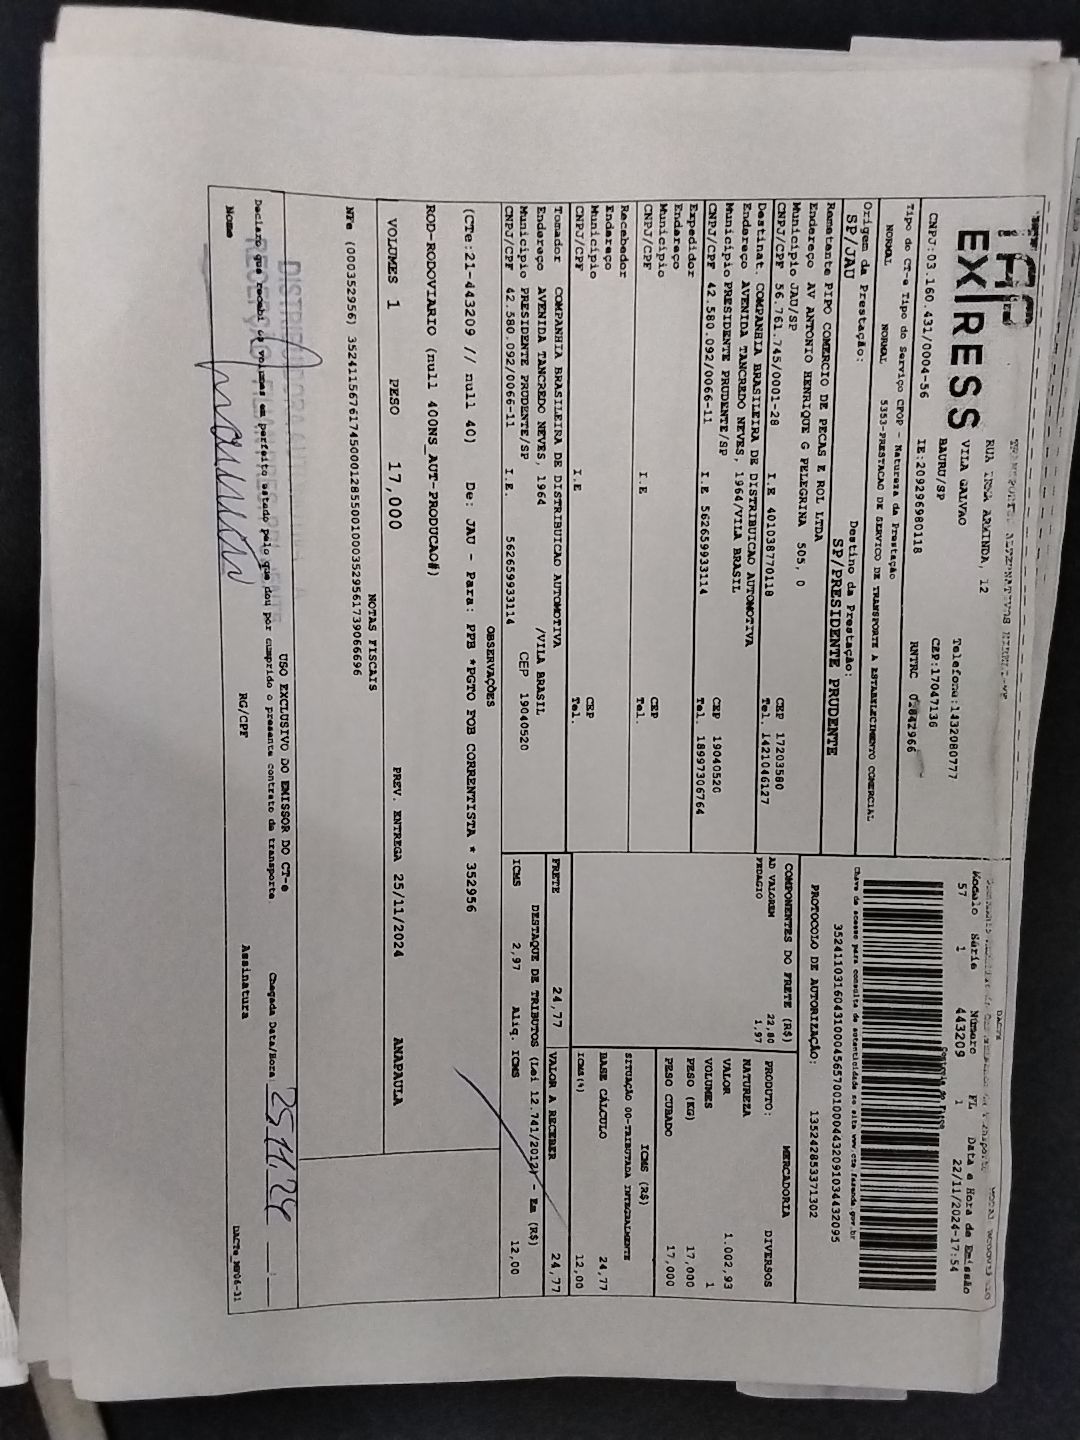 EX/RESS
RUA 12
VILA GALVAO
BAURU/SP
Telefone:1432080777
CEP:17047136
CNPJ:03.160.431/0004-56 IE:209296980118 RNTRC
DACTE
Modalo Série Número FL Data e Hora de Emissão
57 1 443209 1 22/11/2024-17:54
Tipo do CT-e Tipo do Serviço CFOP - Natureza da Prestação
NORMAL NORMAL 5353-PRESTACAO DE SERVICO DE TRANSPORTE A ESTABELECIMENTO COMERCIAL
Chave de acesso para consulta de autenticidade no site www.cte.fazenda.gov.br
35241103160431000456570010004432091034432095
PROTOCOLO DE AUTORIZAÇÃO: 135242853371302
Origem da Prestação: Destino da Prestação:
SP/JAU SP/PRESIDENTE PRUDENTE
Remetante PIPO COMERCIO DE PECAS E ROL LTDA
Endereço AV ANTONIO HENRIQUE G PELEGRINA 505, 0
Município JAU/SP CEP 17203580
CNPJ/CPF 56.761.745/0001-28 I.E 401038770118 Tel. 1421046127
Destinat. COMPANHIA BRASILEIRA DE DISTRIBUICAO AUTOMOTIVA
Endereço AVENIDA TANCREDO NEVES, 1964/VILA BRASIL
Município PRESIDENTE PRUDENTE/SP CEP 19040520
CNPJ/CPF 42.580.092/0066-11 I.E 562659933114 Tel. 18997306764
Expedidor
Endereço
Município CEP
CNPJ/CPF I.E Tel.
Recebedor
Endereço
Município CEP
CNPJ/CPF I.E Tel.
Tomador COMPANHIA BRASILEIRA DE DISTRIBUICAO AUTOMOTIVA
Endereço AVENIDA TANCREDO NEVES, 1964 /VILA BRASIL
Município PRESIDENTE PRUDENTE/SP CEP 19040520
CNPJ/CPF 42.580.092/0066-11 I.E. 562659933114
COMPONENTES DO FRETE (R$)
AD VALOREM 22,80
PEDAGIO 1,97
PRODUTO: MERCADORIA
NATUREZA DIVERSOS
VALOR 1.002,93
VOLUMES 1
PESO (KG) 17,000
PESO CUBADO 17,000
ICMS (R$)
SITUAÇÃO 00-TRIBUTADA INTEGRALMENTE
BASE CÁLCULO 24,77
ICMS(%) 12,00
FRETE 24,77 VALOR A RECEBER 24,77
DESTAQUE DE TRIBUTOS (Lei 12.741/2012) - Em (R$)
ICMS 2,97 Aliq. ICMS 12,00
OBSERVAÇÕES
(CTe:21-443209 // null 40) De: JAU - Para: PPB *PGTO FOB CORRENTISTA * 352956
ROD-RODOVIARIO (null 400NS_AUT-PRODUCAO#)
VOLUMES 1 PESO 17,000 PREV. ENTREGA 25/11/2024 ANAPAULA
NOTAS FISCAIS
NFe (000352956) 35241156761745000128550010003529561739066696
USO EXCLUSIVO DO EMISSOR DO CT-e
Declaro que recebi os volumes em perfeito estado pelo que dou por cumprido o presente contrato de transporte. Chegada Data/Hora: 25 11, 24
Nome RG/CPF Assinatura